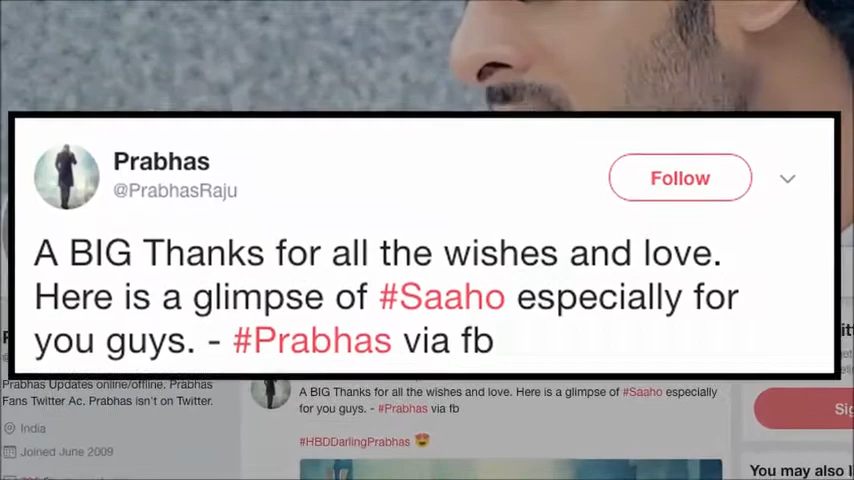 Prabhas
@PrabhasRaju
Follow
A BIG Thanks for all the wishes and love.
Here is a glimpse of #Saaho especially for
you guys. - #Prabhas via fb
Prabhas Updates online/offline. Prabhas
Fans Twitter Ac. Prabhas isn't on Twitter.
India
Joined June 2009
A BIG Thanks for all the wishes and love. Here is a glimpse of #Saaho especially
for you guys. - #Prabhas via fb
#HBDDarlingPrabhas 😍
You may also l